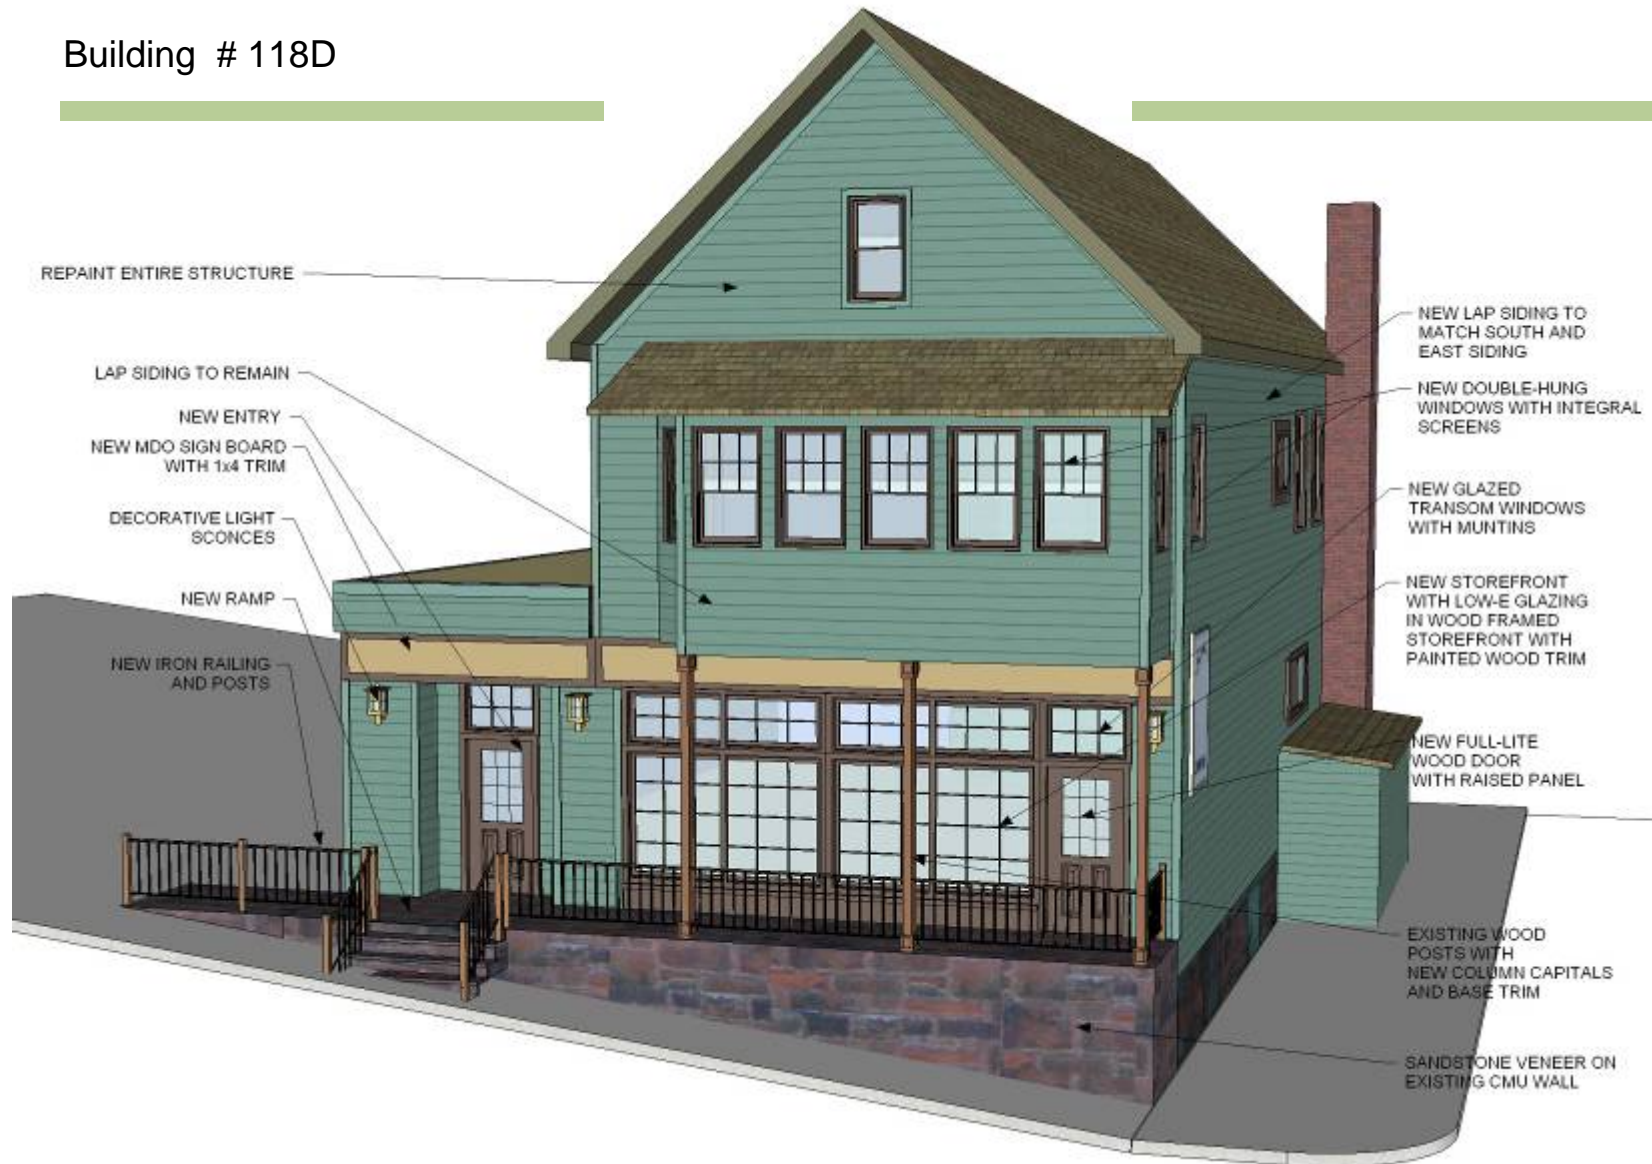 Building # 118D
REPAINT ENTIRE STRUCTURE
LAP SIDING TO REMAIN
NEW ENTRY
NEW MDO SIGN BOARD
WITH 1x4 TRIM
DECORATIVE LIGHT
SCONCES
NEW RAMP
NEW IRON RAILING
AND POSTS
NEW LAP SIDING TO
MATCH SOUTH AND
EAST SIDING
NEW DOUBLE-HUNG
WINDOWS WITH INTEGRAL
SCREENS
NEW GLAZED
TRANSOM WINDOWS
WITH MUNTINS
NEW STOREFRONT
WITH LOW-E GLAZING
IN WOOD FRAMED
STOREFRONT WITH
PAINTED WOOD TRIM
NEW FULL-LITE
WOOD DOOR
WITH RAISED PANEL
EXISTING WOOD
POSTS WITH
NEW COLUMN CAPITALS
AND BASE TRIM
SANDSTONE VENEER ON
EXISTING CMU WALL